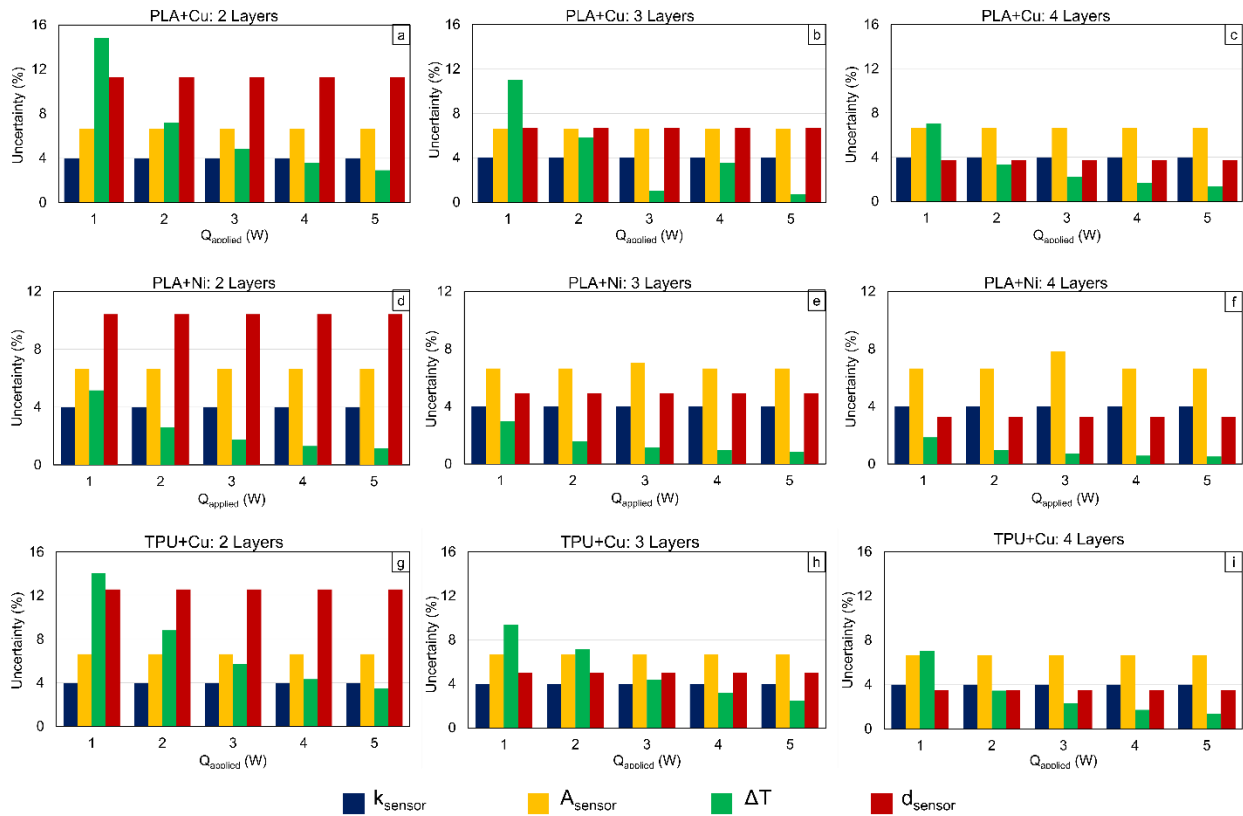 PLA+Cu: 2 Layers
a
Uncertainty (%)
16
12
8
4
0
1 2 3 4 5
Qapplied (W)
PLA+Cu: 3 Layers
b
Uncertainty (%)
16
12
8
4
0
1 2 3 4 5
Qapplied (W)
PLA+Cu: 4 Layers
c
Uncertainty (%)
16
12
8
4
0
1 2 3 4 5
Qapplied (W)
PLA+Ni: 2 Layers
d
Uncertainty (%)
12
8
4
0
1 2 3 4 5
Qapplied (W)
PLA+Ni: 3 Layers
e
Uncertainty (%)
12
8
4
0
1 2 3 4 5
Qapplied (W)
PLA+Ni: 4 Layers
f
Uncertainty (%)
12
8
4
0
1 2 3 4 5
Qapplied (W)
TPU+Cu: 2 Layers
g
Uncertainty (%)
16
12
8
4
0
1 2 3 4 5
Qapplied (W)
TPU+Cu: 3 Layers
h
Uncertainty (%)
16
12
8
4
0
1 2 3 4 5
Qapplied (W)
TPU+Cu: 4 Layers
i
Uncertainty (%)
16
12
8
4
0
1 2 3 4 5
Qapplied (W)
ksensor Asensor ΔT dsensor